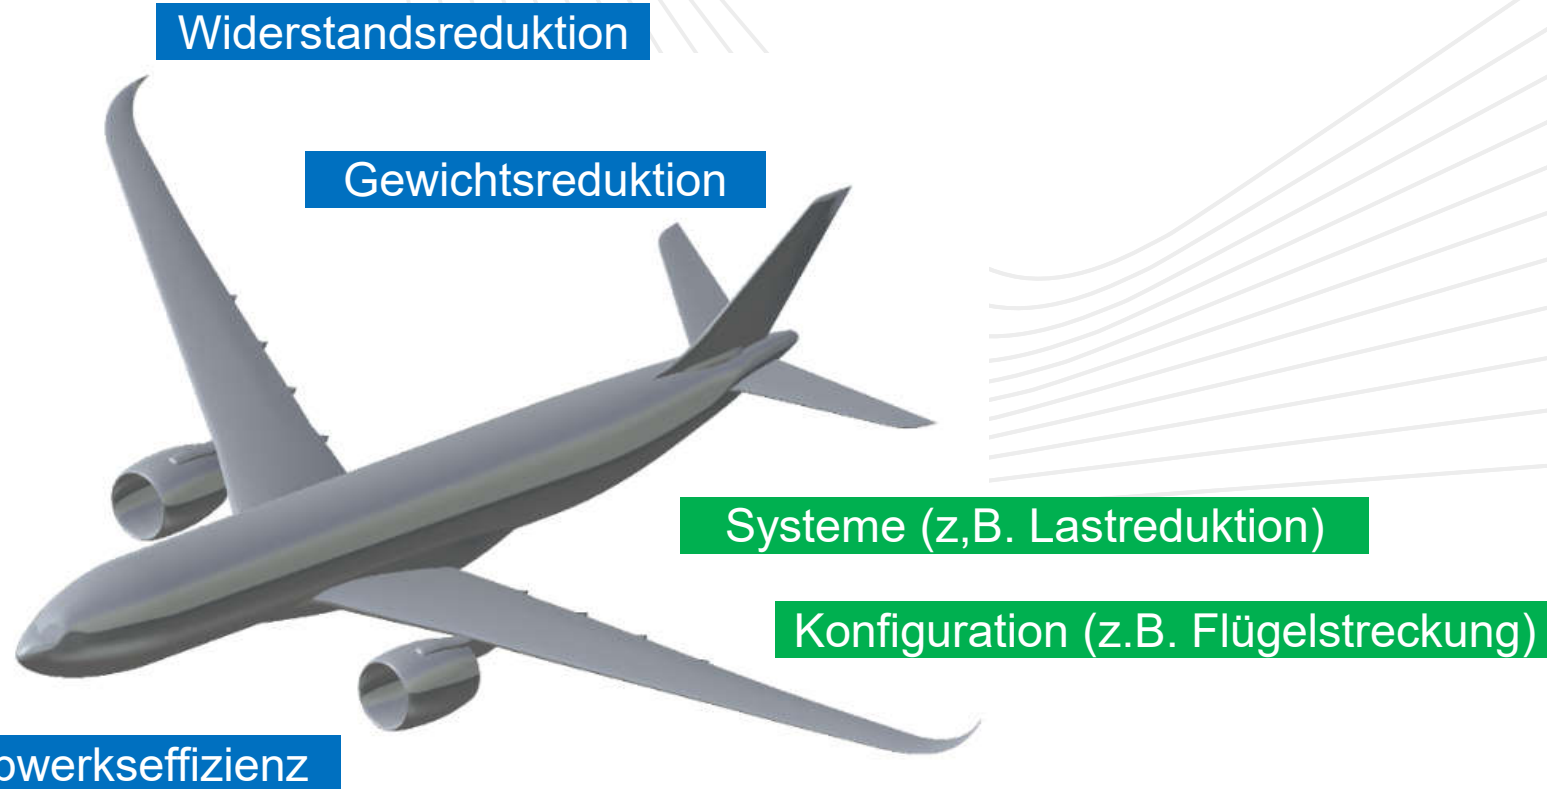 Widerstandsreduktion
Gewichtsreduktion
Systeme (z,B. Lastreduktion)
Konfiguration (z.B. Flügelstreckung)